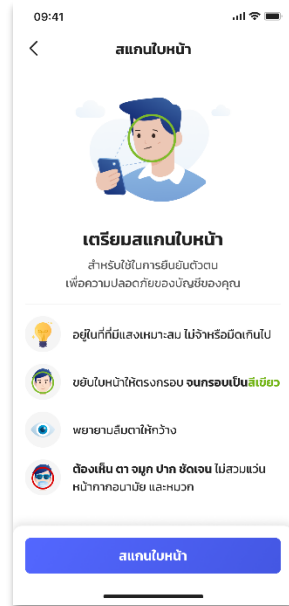 09:41
สแกนใบหน้า
เตรียมสแกนใบหน้า
สำหรับใช้ในการยืนยันตัวตน
เพื่อความปลอดภัยของบัญชีของคุณ
อยู่ในที่ที่มีแสงเหมาะสม ไม่จ้าหรือมืดเกินไป
ขยับใบหน้าให้ตรงกรอบ จนกรอบเป็นสีเขียว
พยายามลืมตาให้กว้าง
ต้องเห็น ตา จมูก ปาก ชัดเจน ไม่สวมแว่น
หน้ากากอนามัย และหมวก
สแกนใบหน้า